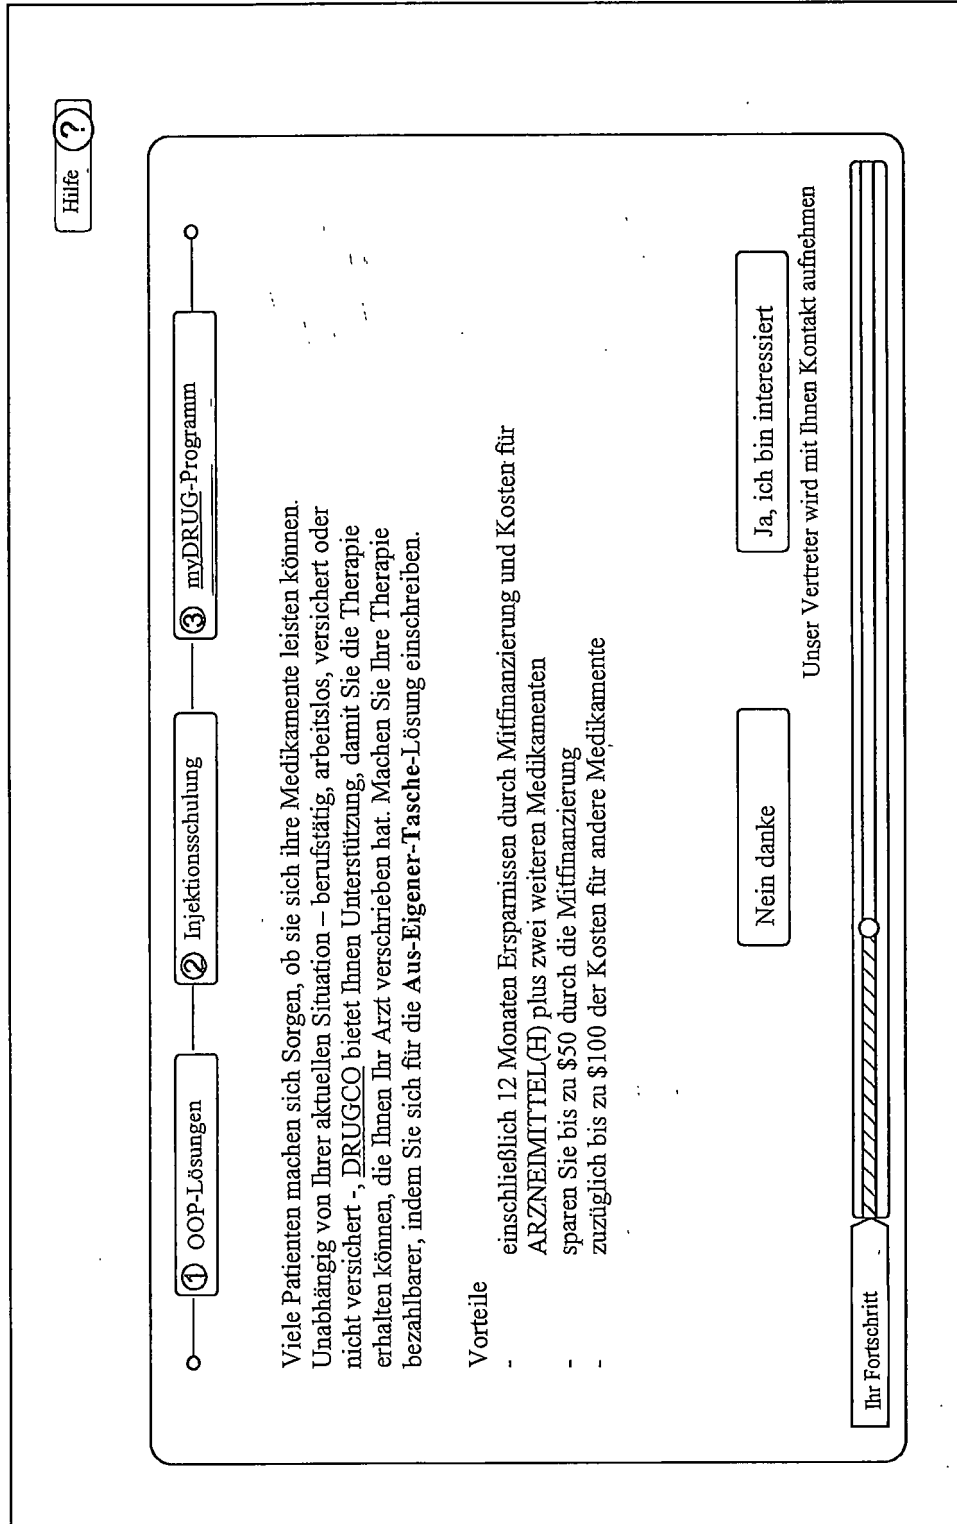 Hilfe ?
① OOP-Lösungen
② Injektionsschulung
③ myDRUG-Programm
Viele Patienten machen sich Sorgen, ob sie sich ihre Medikamente leisten können.
Unabhängig von Ihrer aktuellen Situation – berufstätig, arbeitslos, versichert oder
nicht versichert -, DRUGCO bietet Ihnen Unterstützung, damit Sie die Therapie
erhalten können, die Ihnen Ihr Arzt verschrieben hat. Machen Sie Ihre Therapie
bezahlbarer, indem Sie sich für die Aus-Eigener-Tasche-Lösung einschreiben.
Vorteile
- einschließlich 12 Monaten Ersparnissen durch Mitfinanzierung und Kosten für
ARZNEIMITTEL(H) plus zwei weiteren Medikamenten
- sparen Sie bis zu $50 durch die Mitfinanzierung
- zuzüglich bis zu $100 der Kosten für andere Medikamente
Nein danke
Ja, ich bin interessiert
Unser Vertreter wird mit Ihnen Kontakt aufnehmen
Ihr Fortschritt